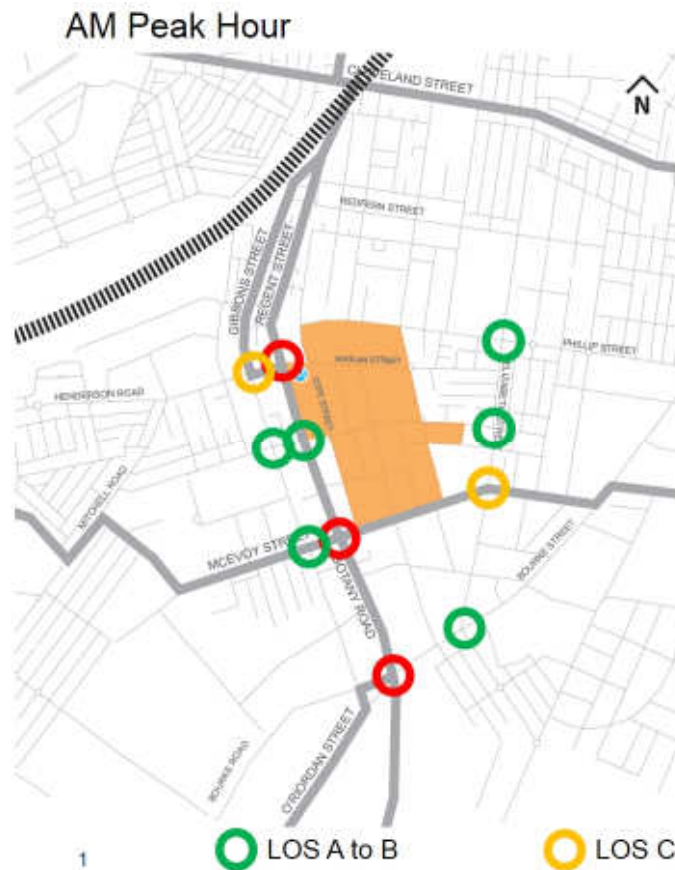 AM Peak Hour
CLEVELAND STREET
N
REDFERN STREET
GIBBONS STREET
REGENT STREET
PHILLIP STREET
HENDERSON ROAD
MITCHELL ROAD
MCEVOY STREET
BOURKE STREET
BOTANY ROAD
O'RIORDAN STREET
BOURKE ROAD
1
LOS A to B
LOS C